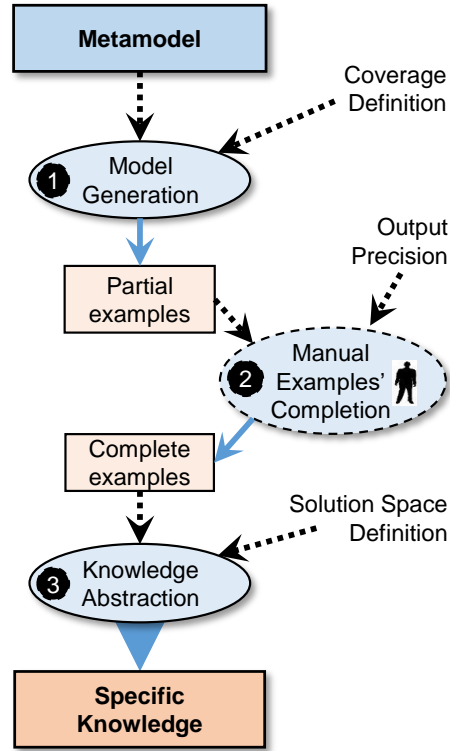 Metamodel
Coverage
Definition
1
Model
Generation
Output
Precision
Partial
examples
2
Manual
Examples'
Completion
Complete
examples
Solution Space
Definition
3
Knowledge
Abstraction
Specific
Knowledge